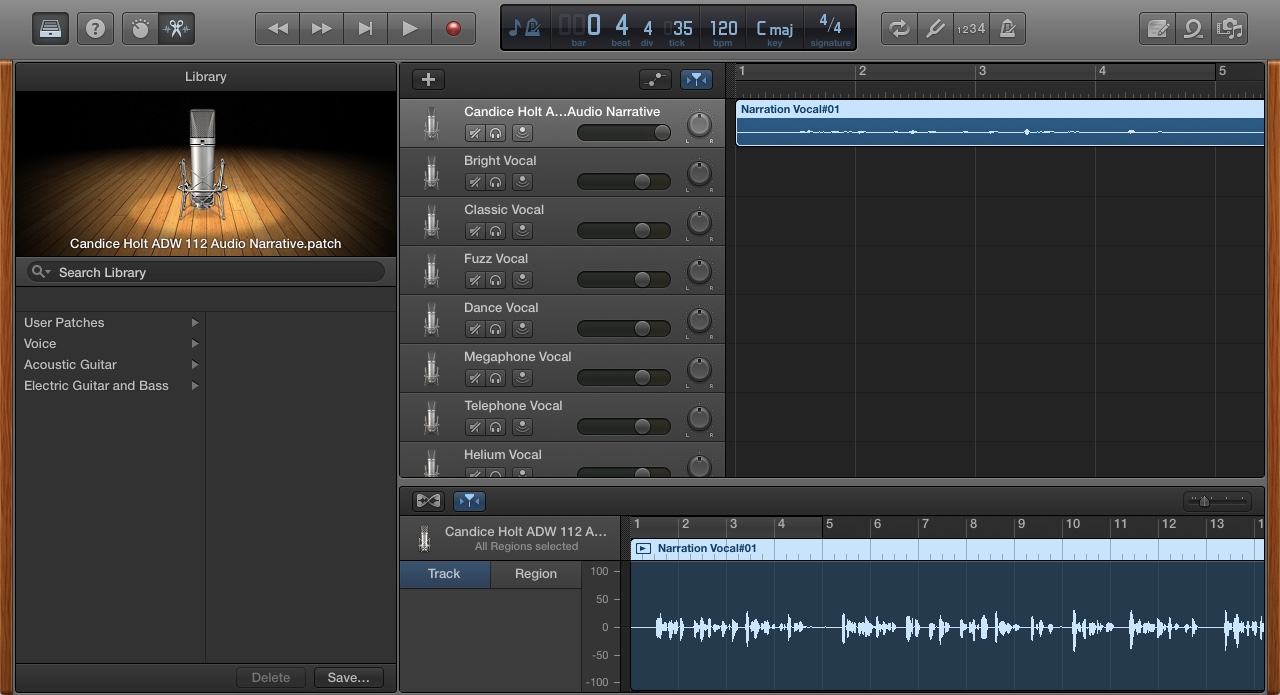 ?
0 4 4 35 120 C maj 4/4
bar beat div tick bpm key signature
1234
Library
Candice Holt ADW 112 Audio Narrative.patch
Search Library
User Patches
Voice
Acoustic Guitar
Electric Guitar and Bass
Delete Save...
+
1 2 3 4 5
Candice Holt A...Audio Narrative
L R
Narration Vocal#01
Bright Vocal
L R
Classic Vocal
L R
Fuzz Vocal
L R
Dance Vocal
L R
Megaphone Vocal
L R
Telephone Vocal
L R
Helium Vocal
1 2 3 4 5 6 7 8 9 10 11 12 13 1
Candice Holt ADW 112 A...
All Regions selected
Narration Vocal#01
Track Region
100
50
0
-50
-100